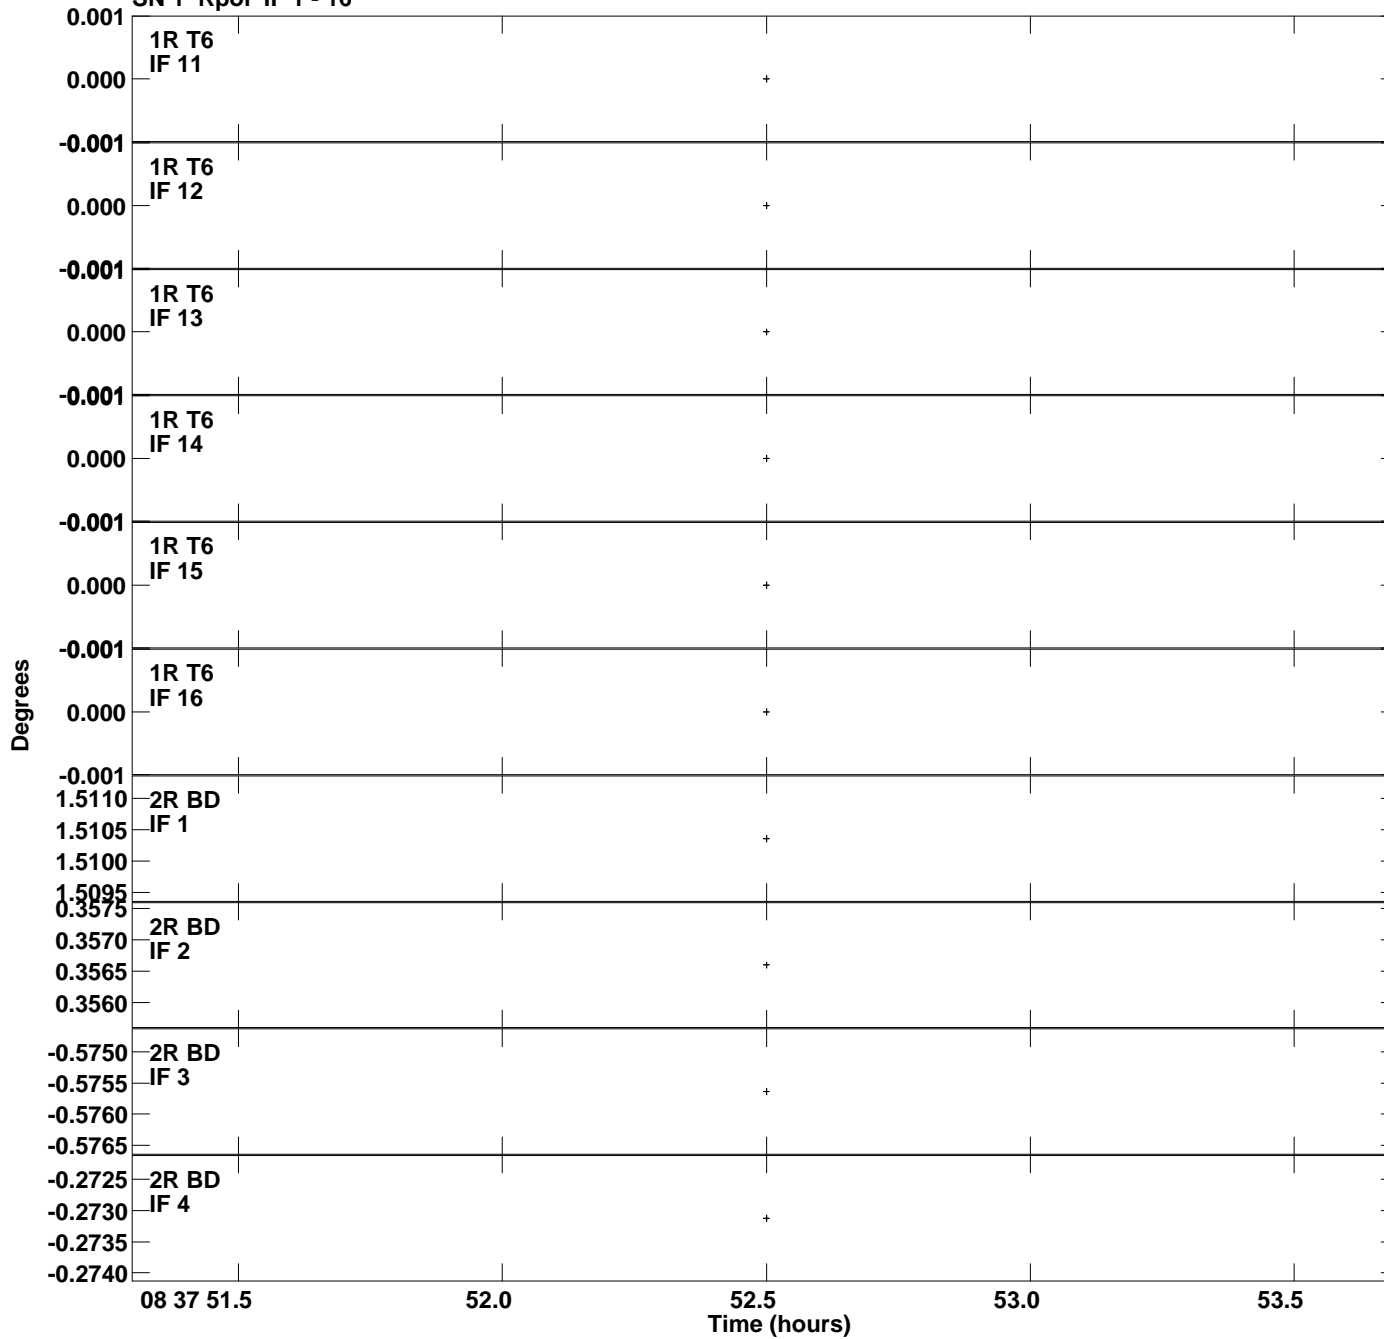 SN 1 Rpol IF 1 - 16
0.001
1R T6
IF 11
0.000
-0.001
1R T6
IF 12
0.000
-0.001
1R T6
IF 13
0.000
-0.001
1R T6
IF 14
0.000
-0.001
1R T6
IF 15
0.000
-0.001
1R T6
IF 16
0.000
-0.001
Degrees
1.5110
2R BD
IF 1
1.5105
1.5100
1.5095
0.3575
2R BD
IF 2
0.3570
0.3565
0.3560
-0.5750
2R BD
IF 3
-0.5755
-0.5760
-0.5765
-0.2725
2R BD
IF 4
-0.2730
-0.2735
-0.2740
08 37 51.5 52.0 52.5 53.0 53.5
Time (hours)